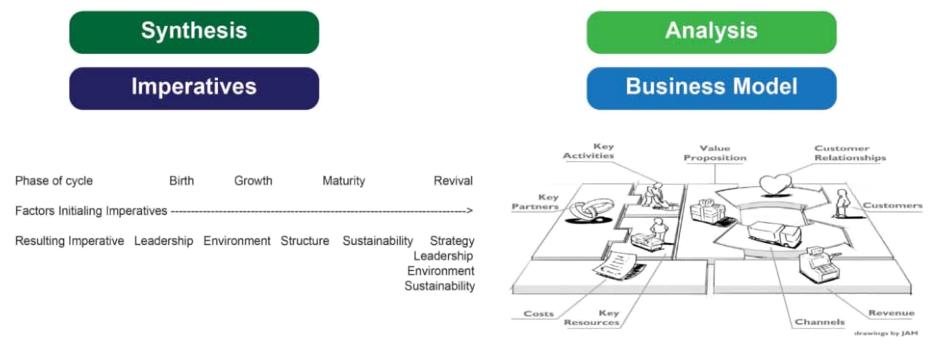 Synthesis
Imperatives
Phase of cycle Birth Growth Maturity Revival
Factors Initialing Imperatives ------------------------------------------------------------------------------>
Resulting Imperative Leadership Environment Structure Sustainability Strategy
Leadership
Environment
Sustainability
Analysis
Business Model
Key
Activities
Value
Proposition
Customer
Relationships
Key
Partners
Customers
Costs
Key
Resources
Channels
Revenue
drawings by JAM